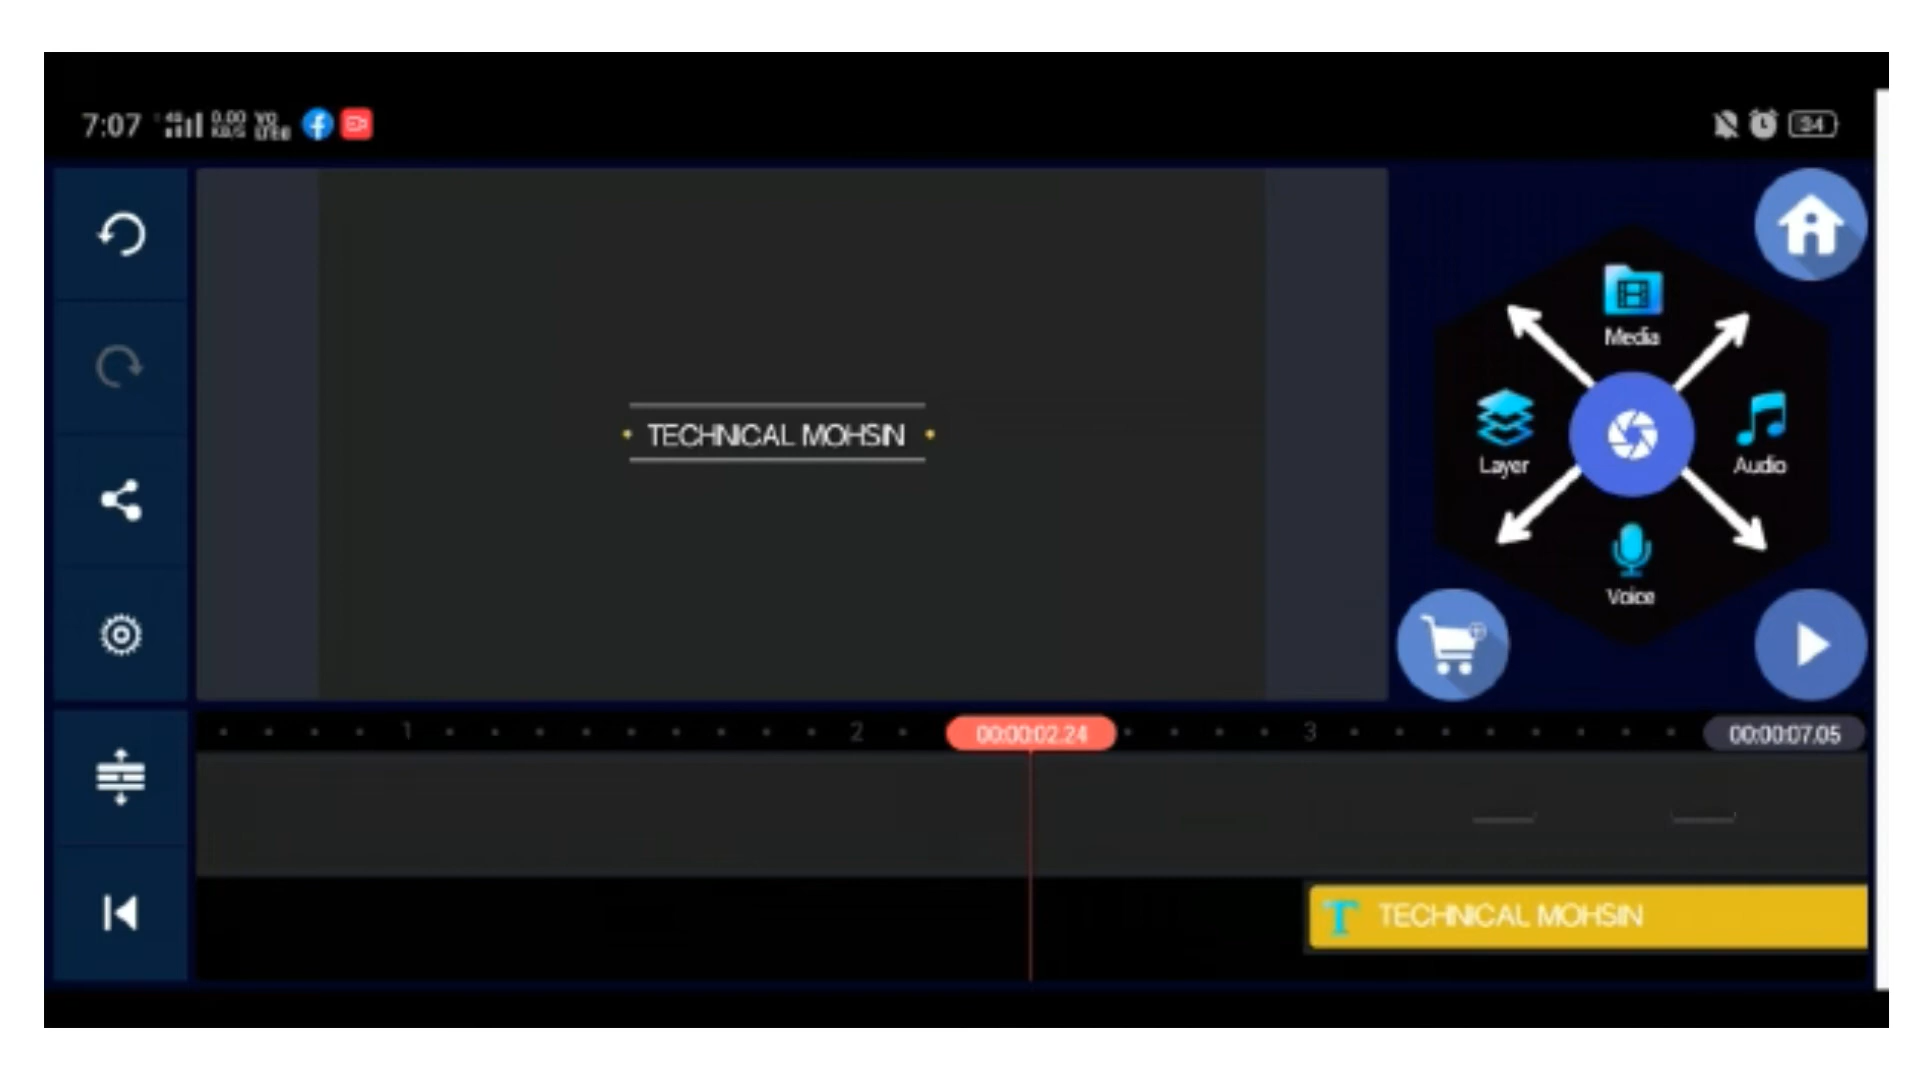 7:07
34
Media
TECHNICAL MOHSIN
Layer
Audio
Voice
1 2 00:00:02.24 3 00:00:07.05
TECHNICAL MOHSIN